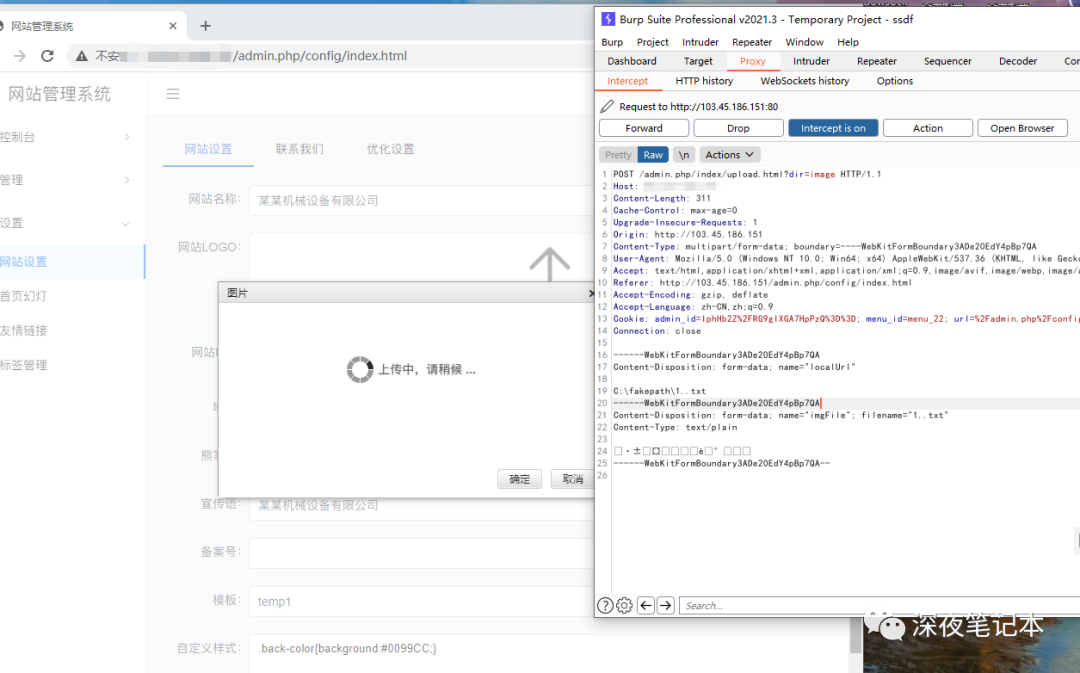 网站管理系统
不安
/admin.php/config/index.html
网站管理系统
控制台
管理
设置
网站设置
首页幻灯
友情链接
标签管理
网站设置 联系我们 优化设置
网站名称: 某某机械设备有限公司
网站LOGO:
图片
上传中，请稍候 ...
确定 取消
宣传语: 某某机械设备有限公司
备案号:
模板: temp1
自定义样式: .back-color{background:#0099CC;}
Burp Suite Professional v2021.3 - Temporary Project - ssdf
Burp Project Intruder Repeater Window Help
Dashboard Target Proxy Intruder Repeater Sequencer Decoder
Intercept HTTP history WebSockets history Options
Request to http://103.45.186.151:80
Forward Drop Intercept is on Action Open Browser
Pretty Raw \n Actions
1 POST /admin.php/index/upload.html?dir=image HTTP/1.1
2 Host:
3 Content-Length: 311
4 Cache-Control: max-age=0
5 Upgrade-Insecure-Requests: 1
6 Origin: http://103.45.186.151
7 Content-Type: multipart/form-data; boundary=----WebKitFormBoundary3ADe2OEdY4pBp7QA
8 User-Agent: Mozilla/5.0 (Windows NT 10.0; Win64; x64) AppleWebKit/537.36 (KHTML, like Gecko
9 Accept: text/html,application/xhtml+xml,application/xml;q=0.9,image/avif,image/webp,image/
10 Referer: http://103.45.186.151/admin.php/config/index.html
11 Accept-Encoding: gzip, deflate
12 Accept-Language: zh-CN,zh;q=0.9
13 Cookie: admin_id=IphHb2Z%2FRG9glXGA7HpPzQ%3D%3D; menu_id=menu_22; url=%2Fadmin.php%2Fconfig
14 Connection: close
15
16 ------WebKitFormBoundary3ADe2OEdY4pBp7QA
17 Content-Disposition: form-data; name="localUrl"
18
19 C:\fakepath\1..txt
20 ------WebKitFormBoundary3ADe2OEdY4pBp7QA
21 Content-Disposition: form-data; name="imgFile"; filename="1..txt"
22 Content-Type: text/plain
23
24
25 ------WebKitFormBoundary3ADe2OEdY4pBp7QA--
26
Search...
深夜笔记本